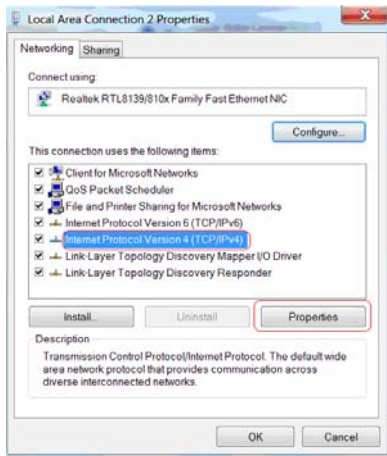 Local Area Connection 2 Properties
Networking Sharing
Connect using:
Realtek RTL8139/810x Family Fast Ethernet NIC
Configure...
This connection uses the following items:
Client for Microsoft Networks
QoS Packet Scheduler
File and Printer Sharing for Microsoft Networks
Internet Protocol Version 6 (TCP/IPv6)
Internet Protocol Version 4 (TCP/IPv4)
Link-Layer Topology Discovery Mapper I/O Driver
Link-Layer Topology Discovery Responder
Install... Uninstall Properties
Description
Transmission Control Protocol/Internet Protocol. The default wide
area network protocol that provides communication across
diverse interconnected networks.
OK Cancel